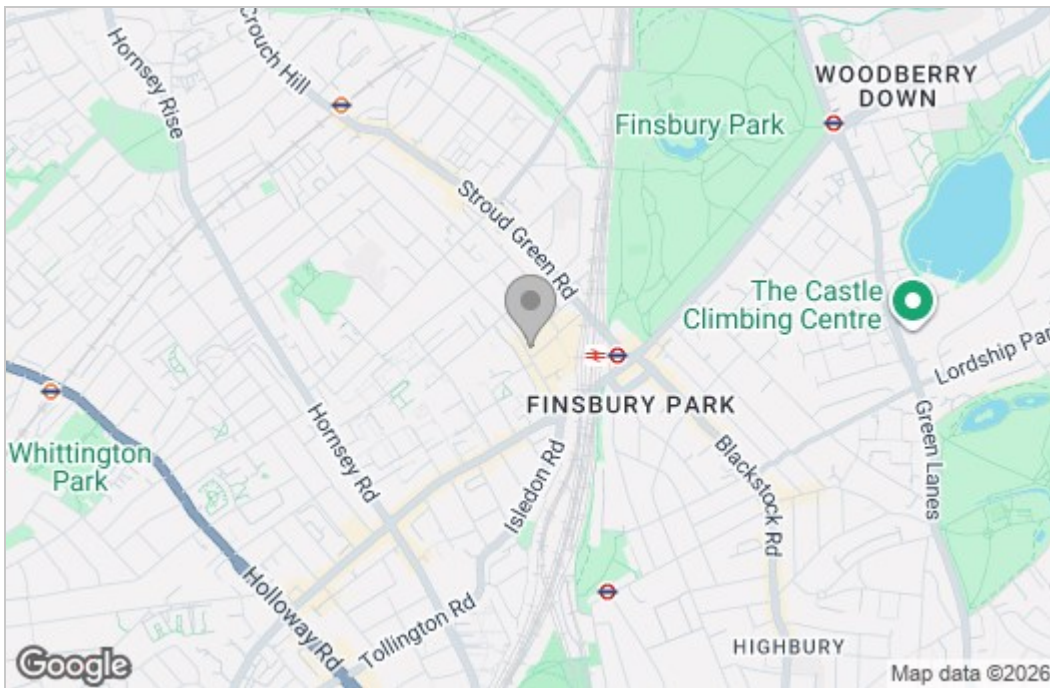 Crouch Hill
Hornsey Rise
WOODBERRY
DOWN
Finsbury Park
Stroud Green Rd
The Castle
Climbing Centre
Lordship Par
FINSBURY PARK
Whittington
Park
Hornsey Rd
Isledon Rd
Blackstock Rd
Green Lanes
Holloway Rd
Tollington Rd
HIGHBURY
Google
Map data ©2026